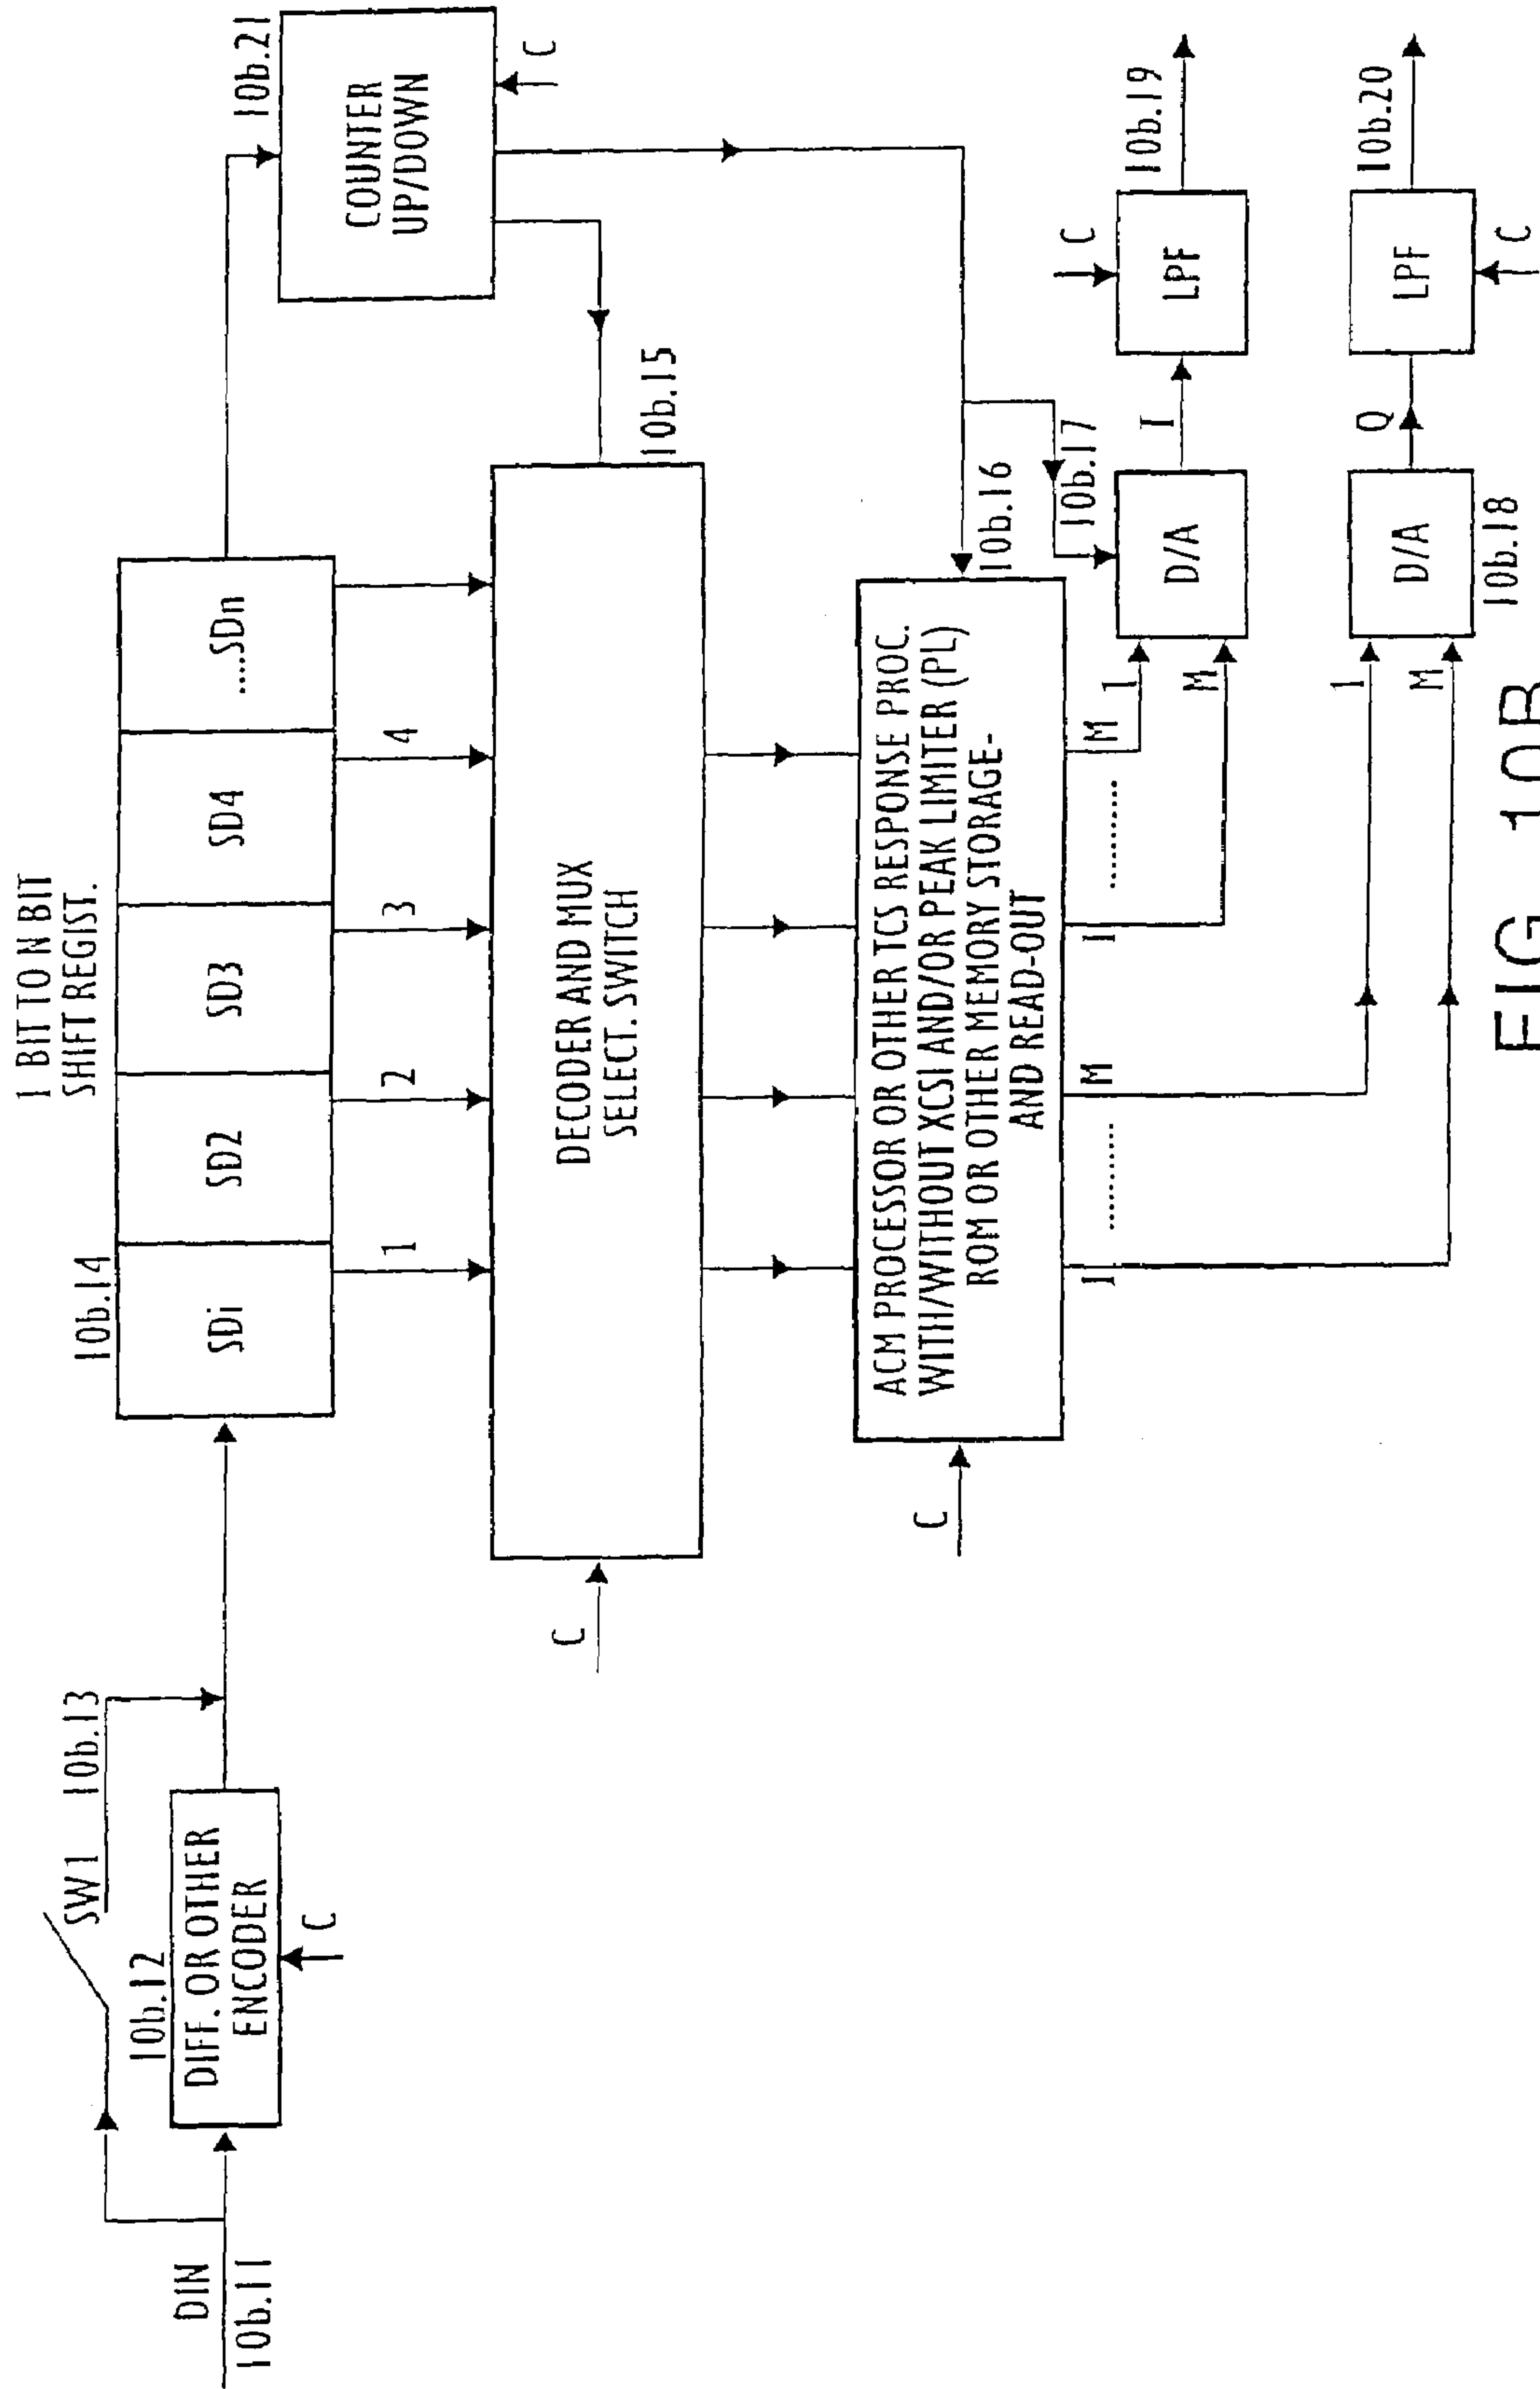 1 BIT TO N BIT
SHIFT REGIST.
10b.14
SDi
SD2
SD3
SD4
.....SDn
10b.21
COUNTER
UP/DOWN
C
DIN
10b.11
SW1
10b.13
10b.12
DIFF. OR OTHER
ENCODER
C
1
2
3
4
10b.15
DECODER AND MUX
SELECT. SWITCH
C
10b.16
ACM PROCESSOR OR OTHER TCS RESPONSE PROC.
WITH/WITHOUT XCSI AND/OR PEAK LIMITER (PL)
ROM OR OTHER MEMORY STORAGE-
AND READ-OUT
C
1
M
1
M
10b.17
1
M
D/A
I
C
LPF
10b.19
1
M
D/A
10b.18
Q
LPF
C
10b.20
FIG 10B